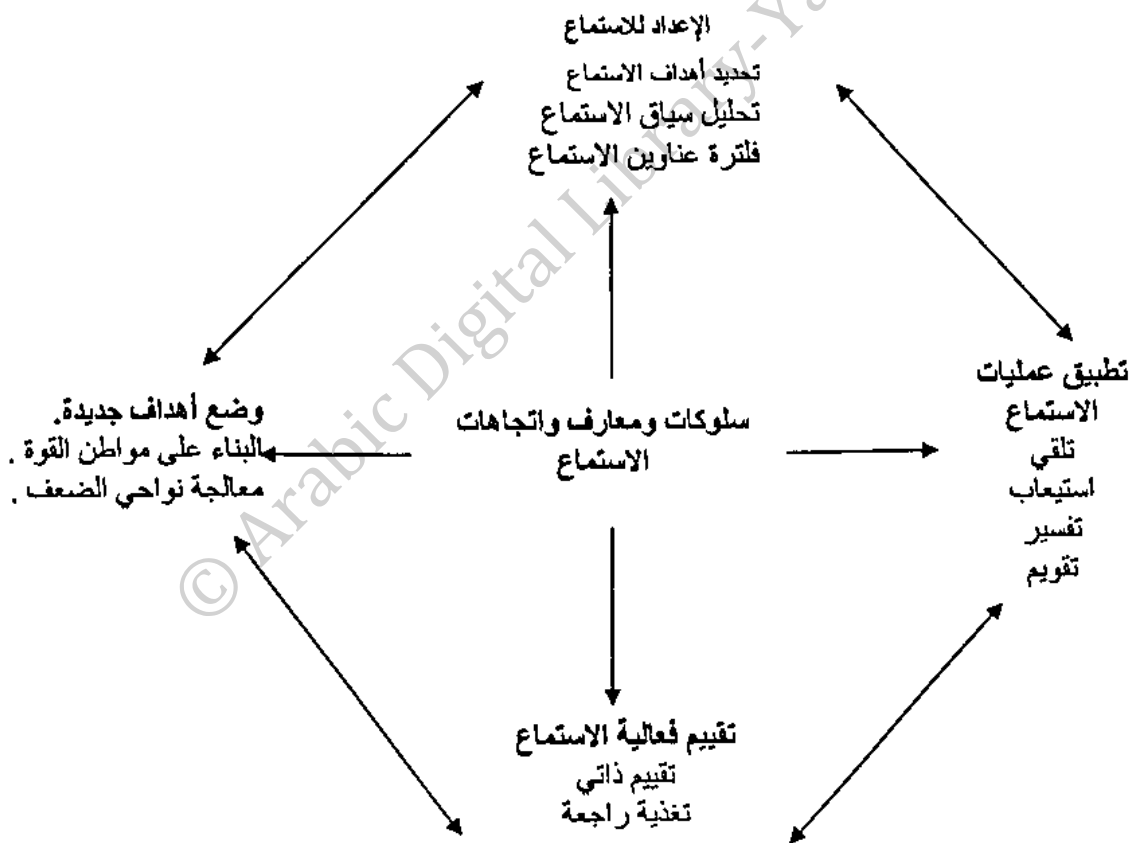 الإعداد للاستماع
تحديد أهداف الاستماع
تحليل سياق الاستماع
فلترة عناوين الاستماع
تطبيق عمليات
الاستماع
تلقي
استيعاب
تفسير
تقويم
سلوكات ومعارف واتجاهات
الاستماع
وضع أهداف جديدة.
البناء على مواطن القوة .
معالجة نواحي الضعف .
تقييم فعالية الاستماع
تقييم ذاتي
تغذية راجعة
© Arabic Digital Library-Ya